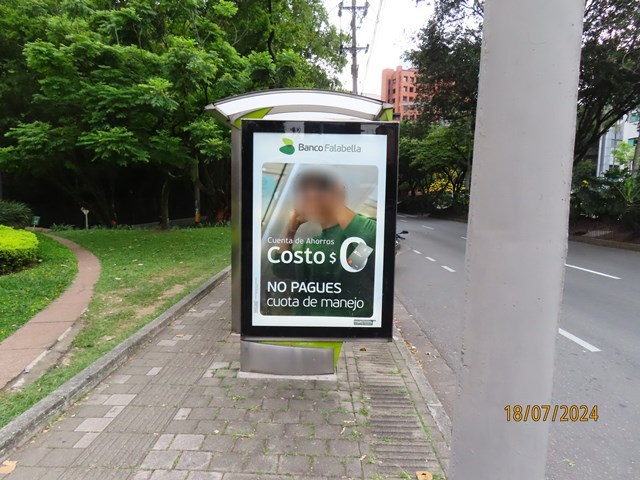 Banco Falabella
Cuenta de Ahorros
Costo $0
NO PAGUES
cuota de manejo
18/07/2024